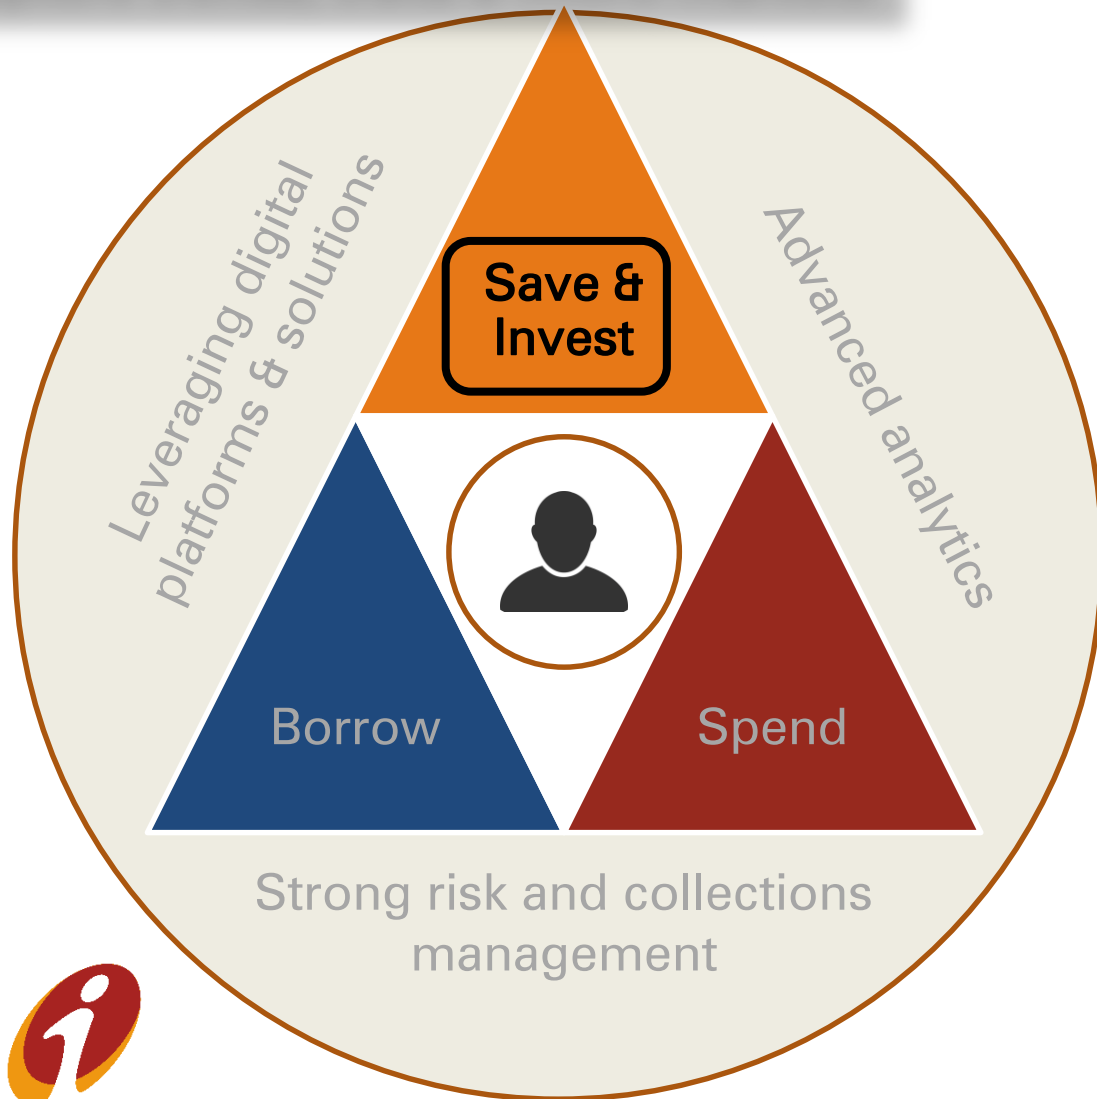 Leveraging digital
platforms & solutions
Advanced analytics
Save &
Invest
Borrow
Spend
Strong risk and collections
management